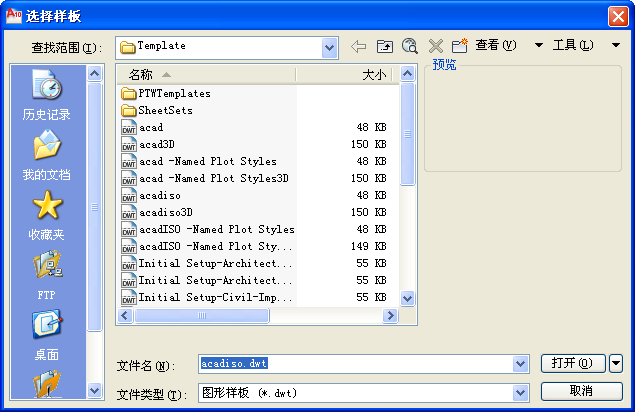 A10 选择样板
查找范围(I): Template 查看(V) 工具(L)
名称 大小 预览
PTWTemplates
SheetSets
acad 48 KB
acad3D 150 KB
acad -Named Plot Styles 48 KB
acad -Named Plot Styles3D 150 KB
acadiso 48 KB
acadiso3D 150 KB
acadISO -Named Plot Styles 48 KB
acadISO -Named Plot Sty... 149 KB
Initial Setup-Architect... 55 KB
Initial Setup-Architect... 55 KB
Initial Setup-Civil-Imp... 55 KB
历史记录
我的文档
收藏夹
FTP
桌面
文件名(N): acadiso.dwt 打开(O)
文件类型(T): 图形样板 (*.dwt) 取消